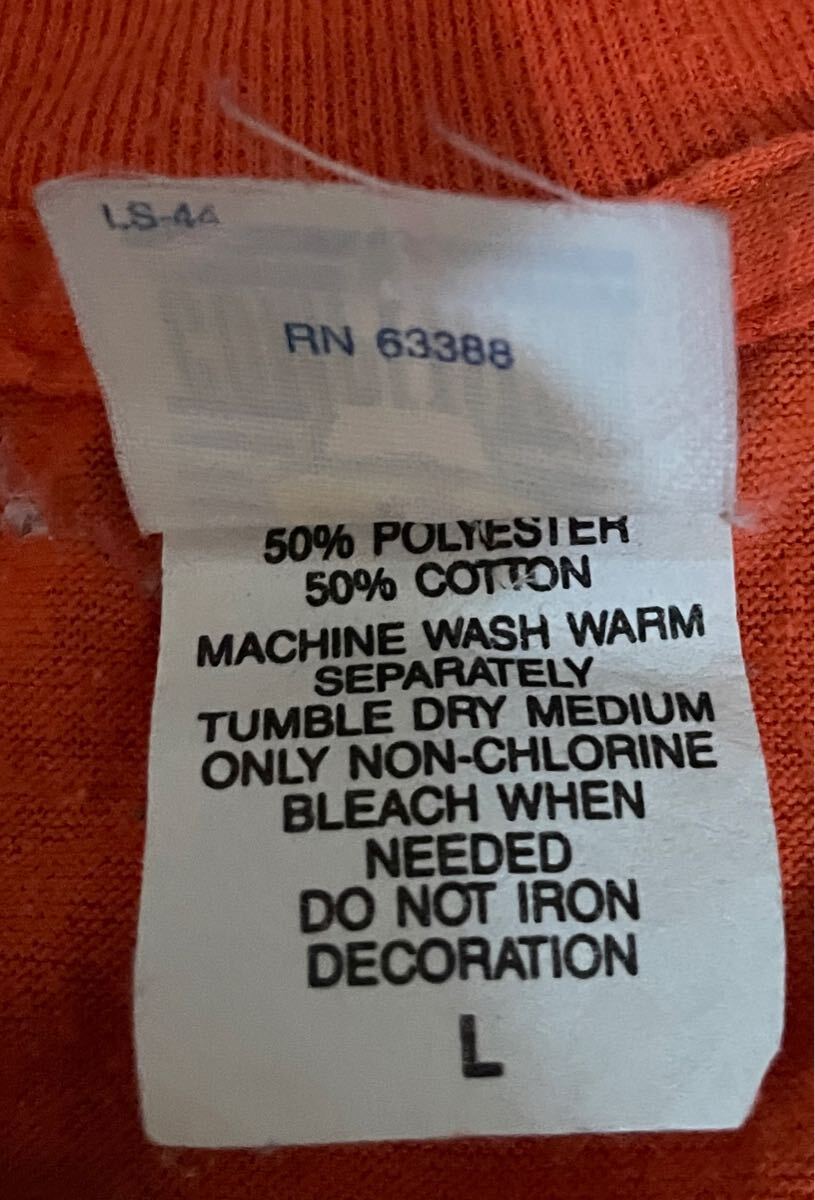 LS-44
RN 63388
50% POLYESTER
50% COTTON
MACHINE WASH WARM
SEPARATELY
TUMBLE DRY MEDIUM
ONLY NON-CHLORINE
BLEACH WHEN
NEEDED
DO NOT IRON
DECORATION
L